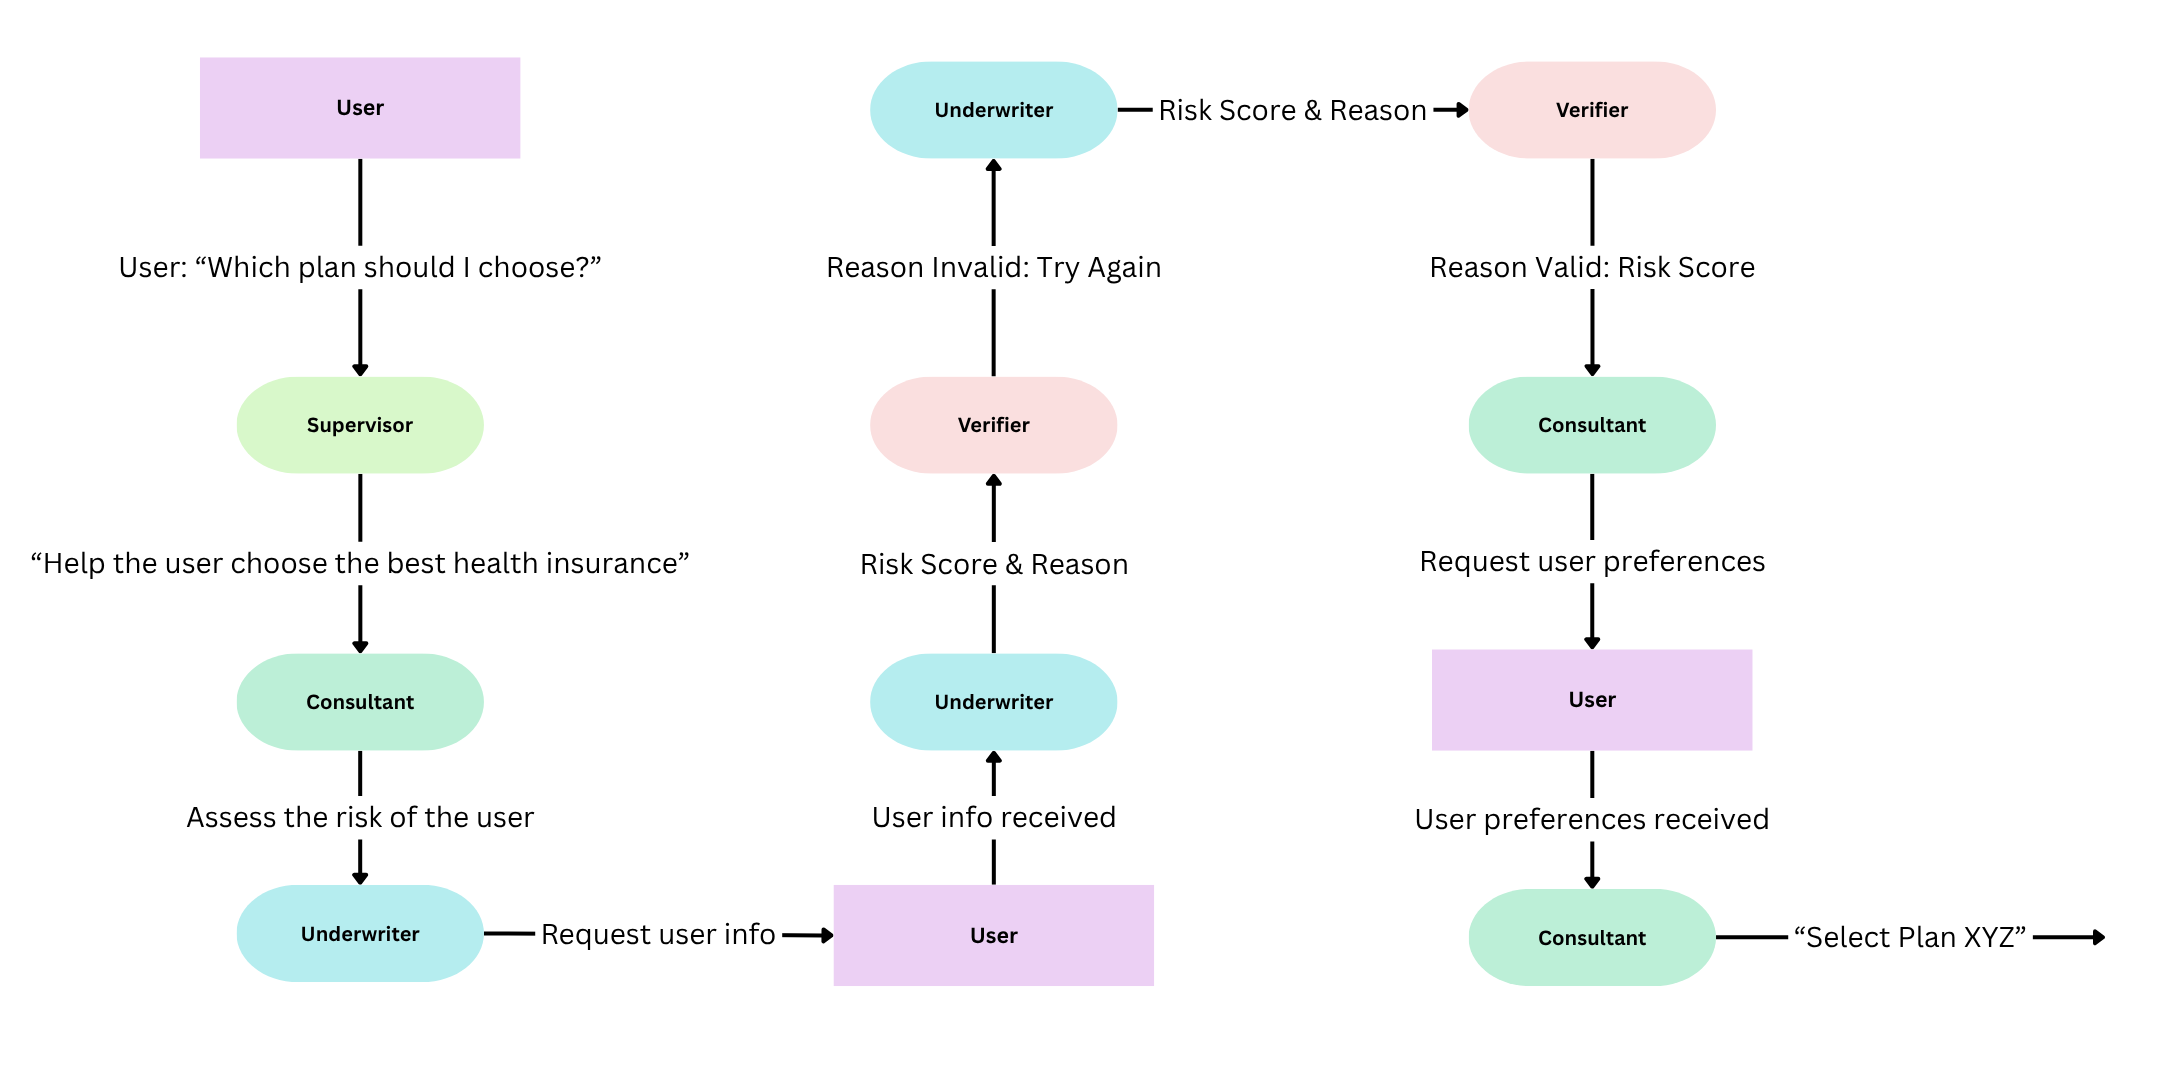 User
User: “Which plan should I choose?”
Supervisor
“Help the user choose the best health insurance”
Consultant
Assess the risk of the user
Underwriter
Request user info
User
User info received
Underwriter
Risk Score & Reason
Verifier
Reason Invalid: Try Again
Underwriter
Risk Score & Reason
Verifier
Reason Valid: Risk Score
Consultant
Request user preferences
User
User preferences received
Consultant
“Select Plan XYZ”